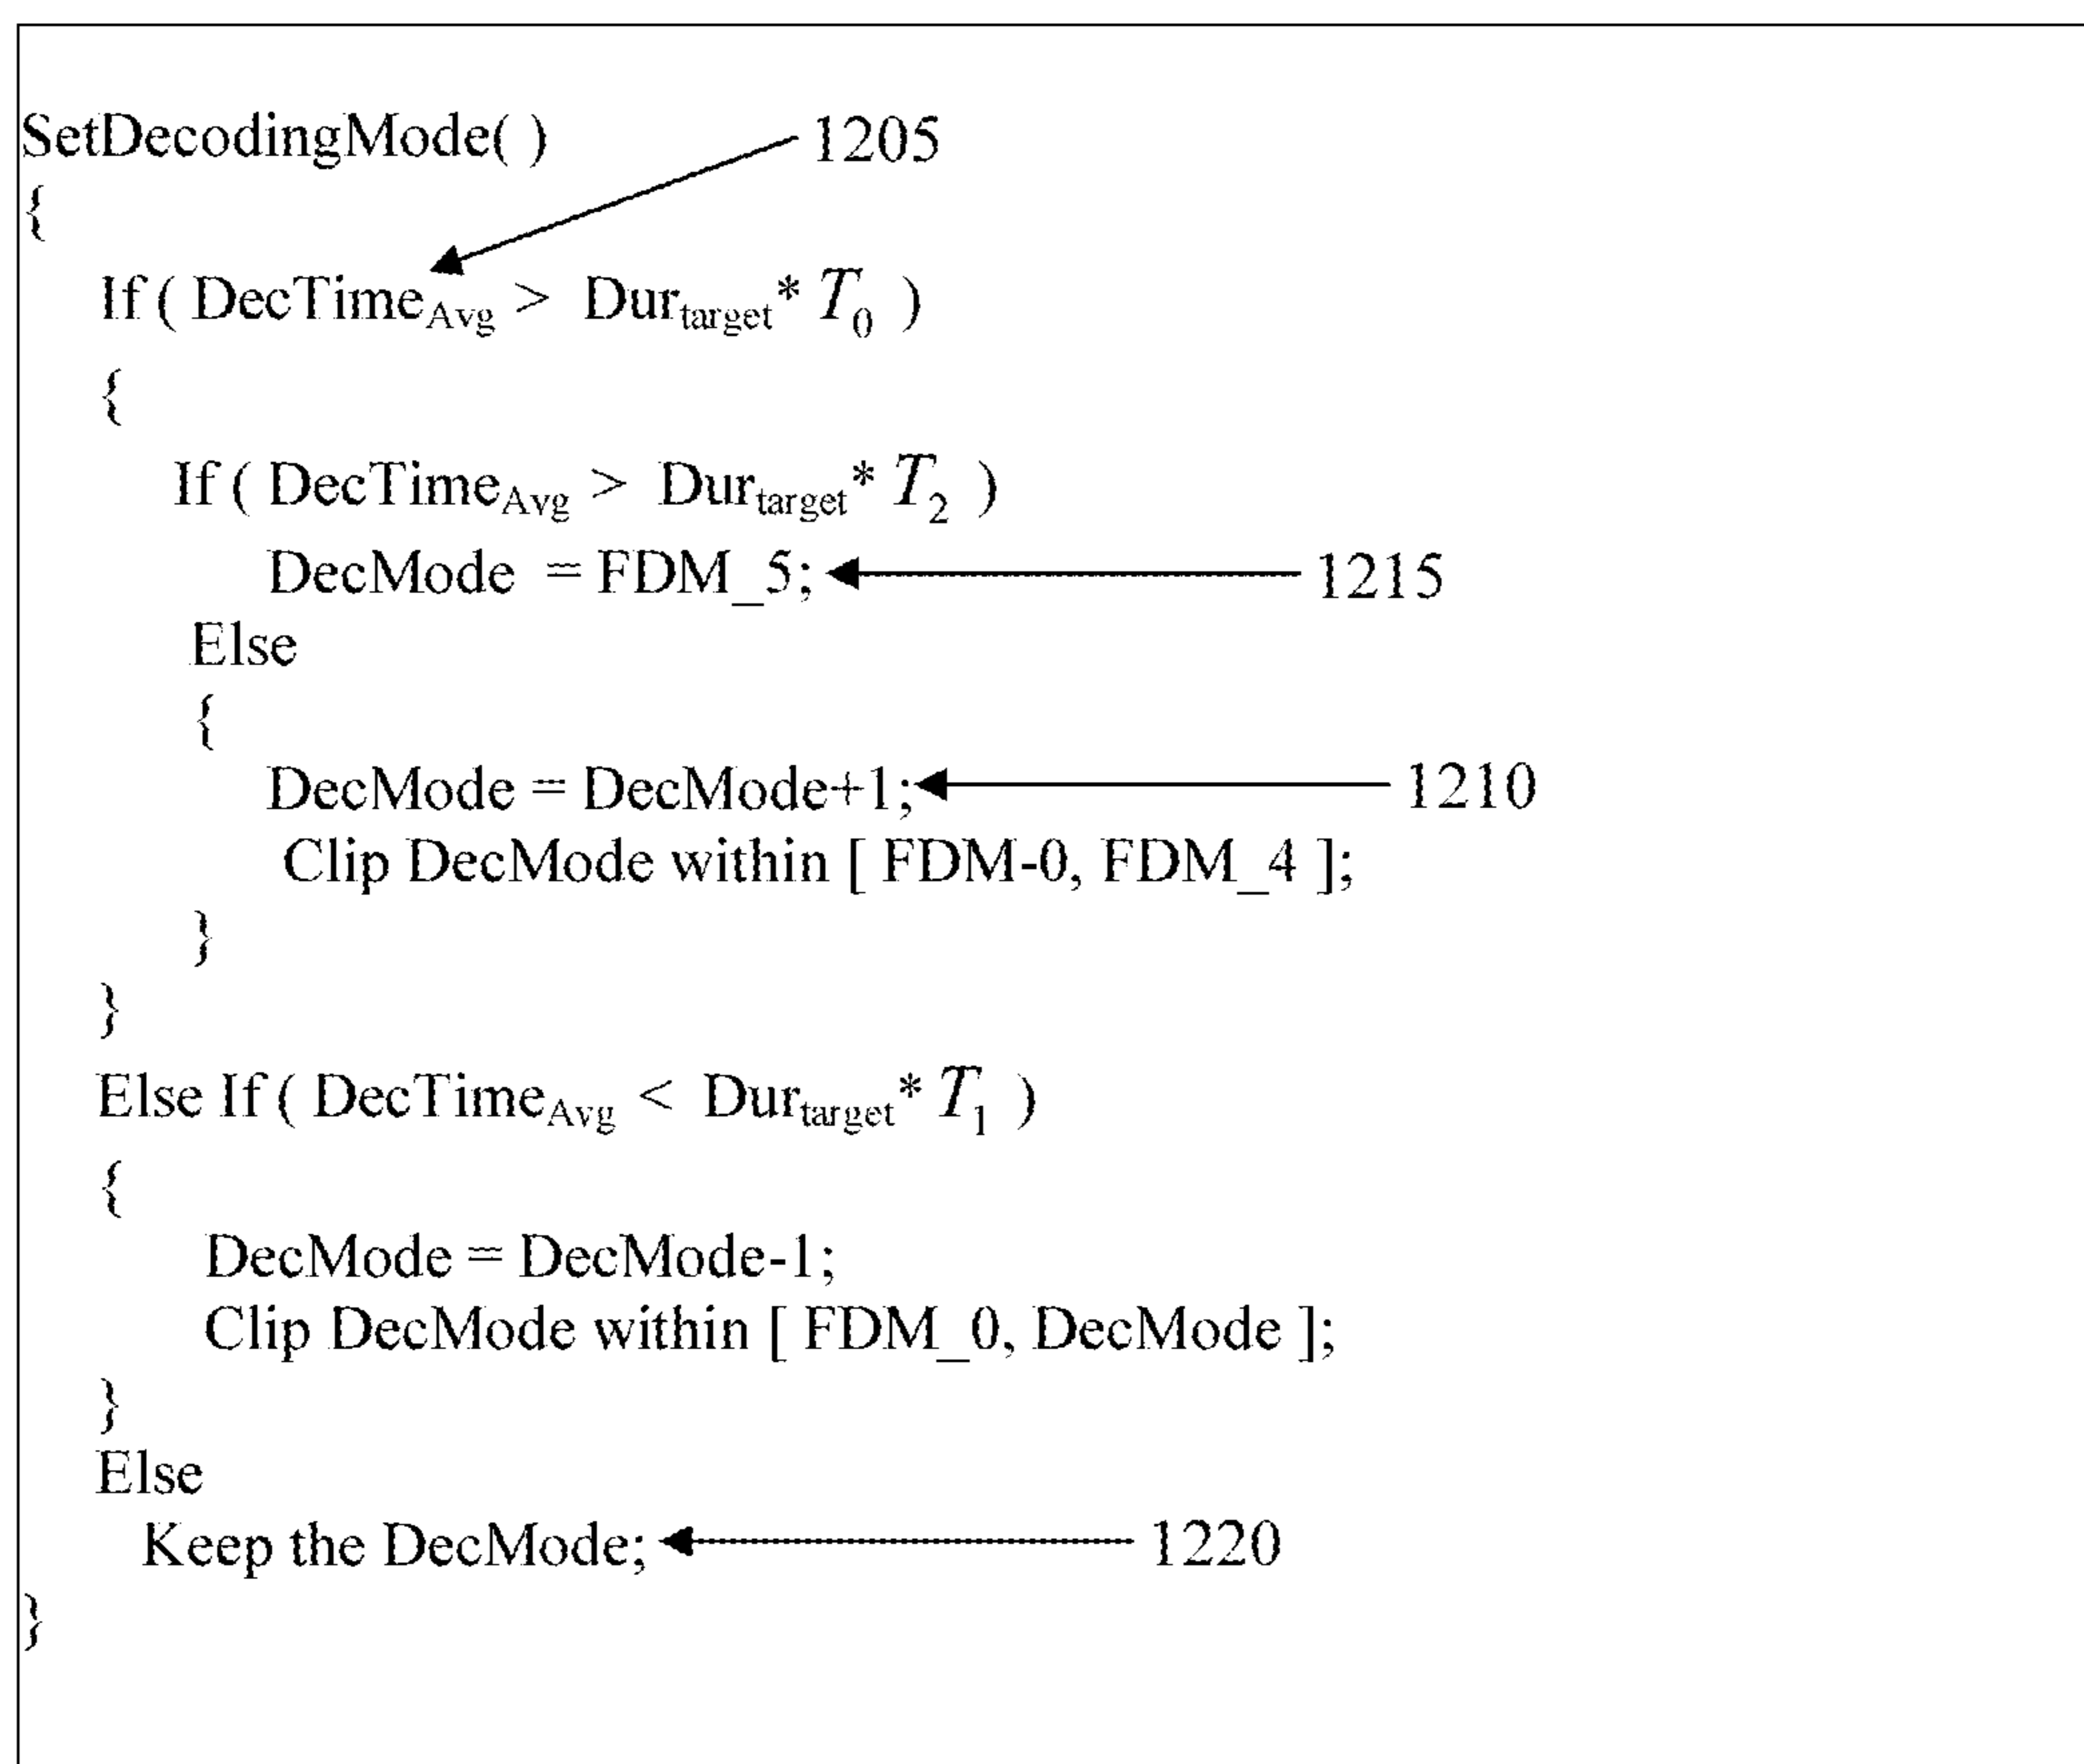 SetDecodingMode( ) 1205
{
If ( DecTimeAvg > Durtarget* T0 )
{
If ( DecTimeAvg > Durtarget* T2 )
DecMode = FDM_5; 1215
Else
{
DecMode = DecMode+1; 1210
Clip DecMode within [ FDM-0, FDM_4 ];
}
}
Else If ( DecTimeAvg < Durtarget* T1 )
{
DecMode = DecMode-1;
Clip DecMode within [ FDM_0, DecMode ];
}
Else
Keep the DecMode; 1220
}